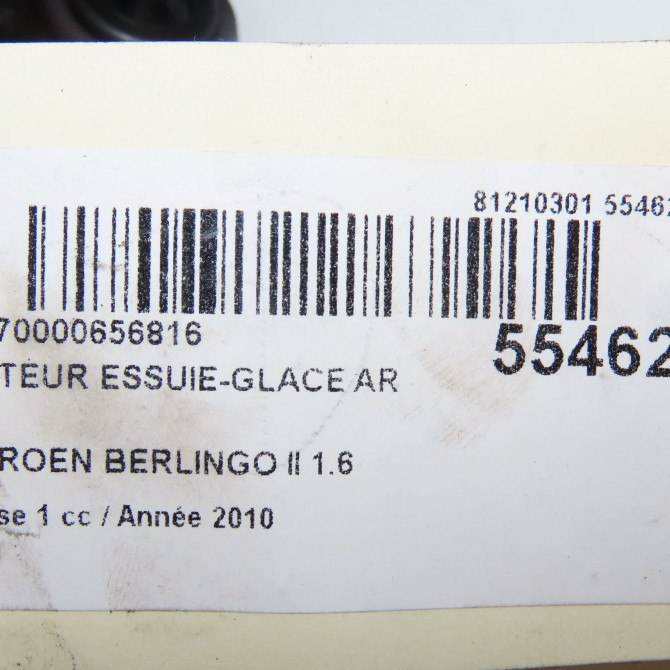 81210301 55462
70000656816
55462
TEUR ESSUIE-GLACE AR
ROEN BERLINGO II 1.6
se 1 cc / Année 2010